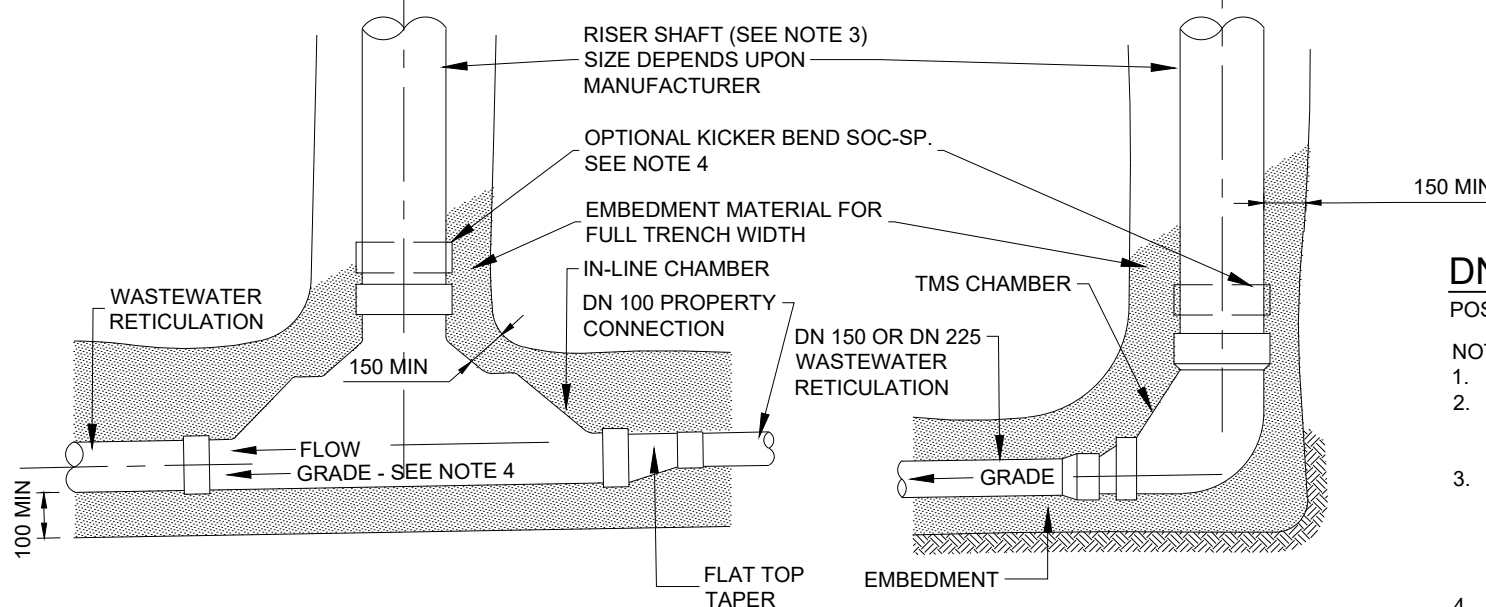 RISER SHAFT (SEE NOTE 3)
SIZE DEPENDS UPON
MANUFACTURER
OPTIONAL KICKER BEND SOC-SP.
SEE NOTE 4
EMBEDMENT MATERIAL FOR
FULL TRENCH WIDTH
IN-LINE CHAMBER
DN 100 PROPERTY
CONNECTION
WASTEWATER
RETICULATION
150 MIN
FLOW
GRADE - SEE NOTE 4
100 MIN
FLAT TOP
TAPER
TMS CHAMBER
DN 150 OR DN 225
WASTEWATER
RETICULATION
GRADE
EMBEDMENT
150 MIN
DN
POS
NOT
1.
2.
3.
4.